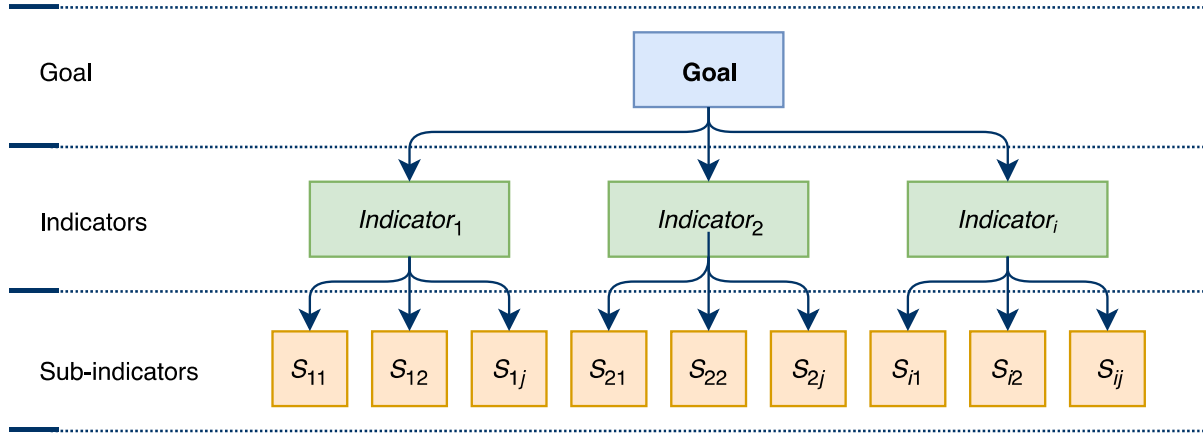 Goal
Goal
Indicators
Indicator₁ Indicator₂ Indicatorᵢ
Sub-indicators
S₁₁ S₁₂ S₁ⱼ S₂₁ S₂₂ S₂ⱼ Sᵢ₁ Sᵢ₂ Sᵢⱼ